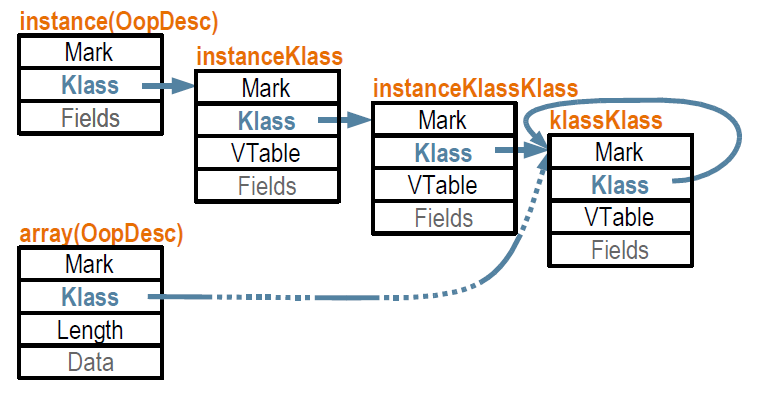 instance(OopDesc)
Mark
Klass
Fields
instanceKlass
Mark
Klass
VTable
Fields
instanceKlassKlass
Mark
Klass
VTable
Fields
klassKlass
Mark
Klass
VTable
Fields
array(OopDesc)
Mark
Klass
Length
Data